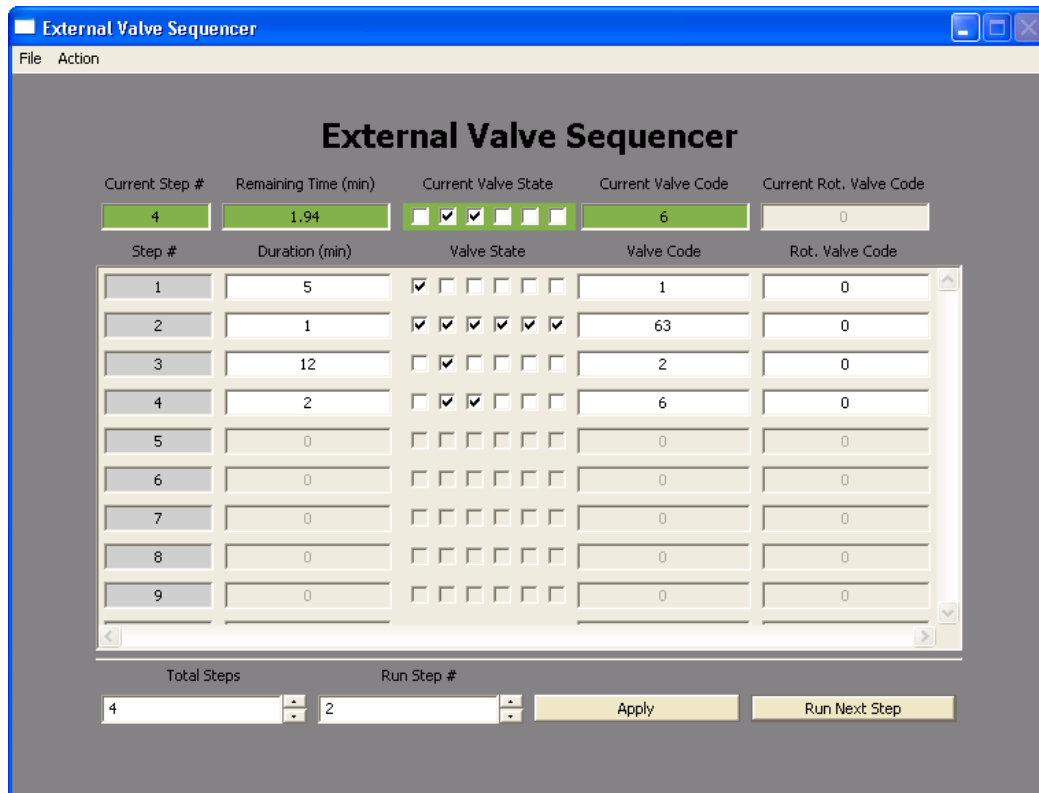 External Valve Sequencer
File Action
External Valve Sequencer
Current Step # Remaining Time (min) Current Valve State Current Valve Code Current Rot. Valve Code
4 1.94 6 0
Step # Duration (min) Valve State Valve Code Rot. Valve Code
1 5 1 0
2 1 63 0
3 12 2 0
4 2 6 0
5 0 0 0
6 0 0 0
7 0 0 0
8 0 0 0
9 0 0 0
Total Steps Run Step #
4 2 Apply Run Next Step